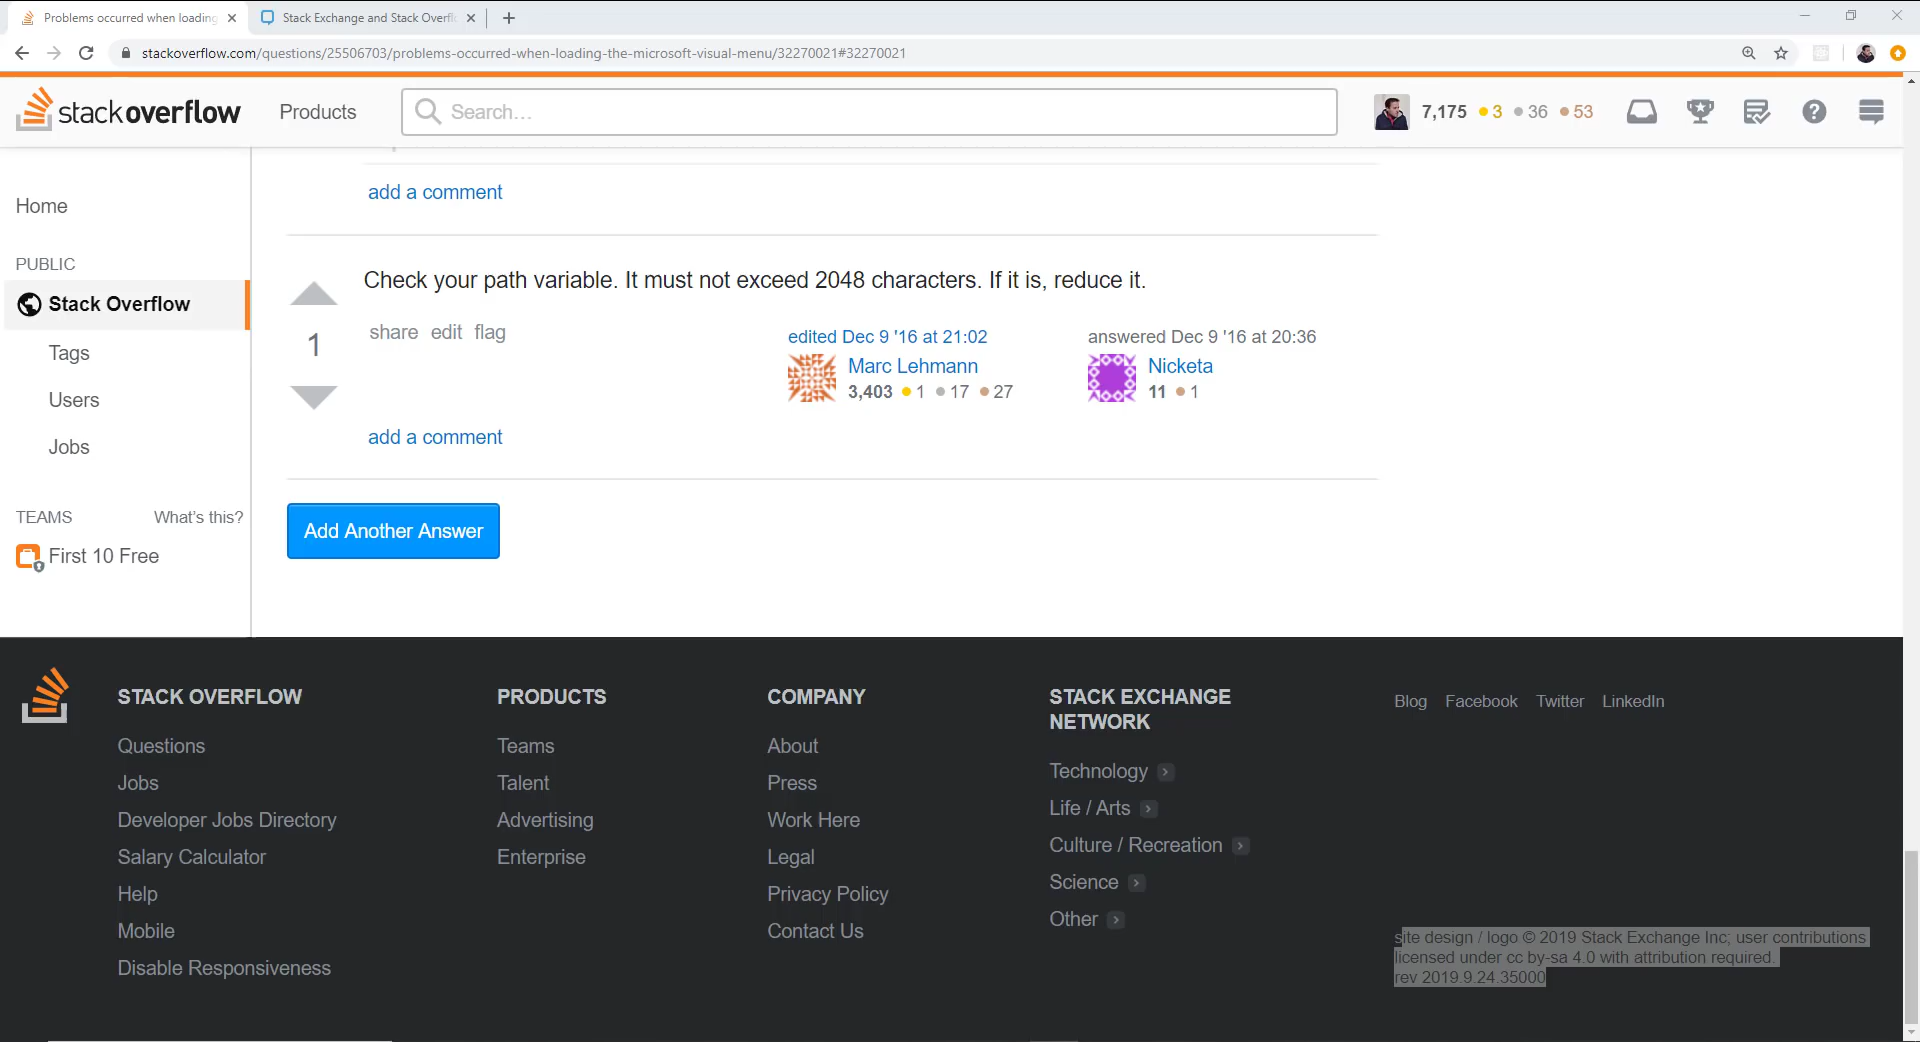 Problems occurred when loading
Stack Exchange and Stack Overfl
stackoverflow.com/questions/25506703/problems-occurred-when-loading-the-microsoft-visual-menu/32270021#32270021
stackoverflow
Products
Search…
7,175 3 36 53
add a comment
Home
PUBLIC
Stack Overflow
Tags
Users
Jobs
TEAMS What's this?
First 10 Free
Check your path variable. It must not exceed 2048 characters. If it is, reduce it.
1
share edit flag
edited Dec 9 '16 at 21:02
Marc Lehmann
3,403 1 17 27
answered Dec 9 '16 at 20:36
Nicketa
11 1
add a comment
Add Another Answer
STACK OVERFLOW
Questions
Jobs
Developer Jobs Directory
Salary Calculator
Help
Mobile
Disable Responsiveness
PRODUCTS
Teams
Talent
Advertising
Enterprise
COMPANY
About
Press
Work Here
Legal
Privacy Policy
Contact Us
STACK EXCHANGE
NETWORK
Technology
Life / Arts
Culture / Recreation
Science
Other
Blog Facebook Twitter LinkedIn
site design / logo © 2019 Stack Exchange Inc; user contributions
licensed under cc by-sa 4.0 with attribution required.
rev 2019.9.24.35000